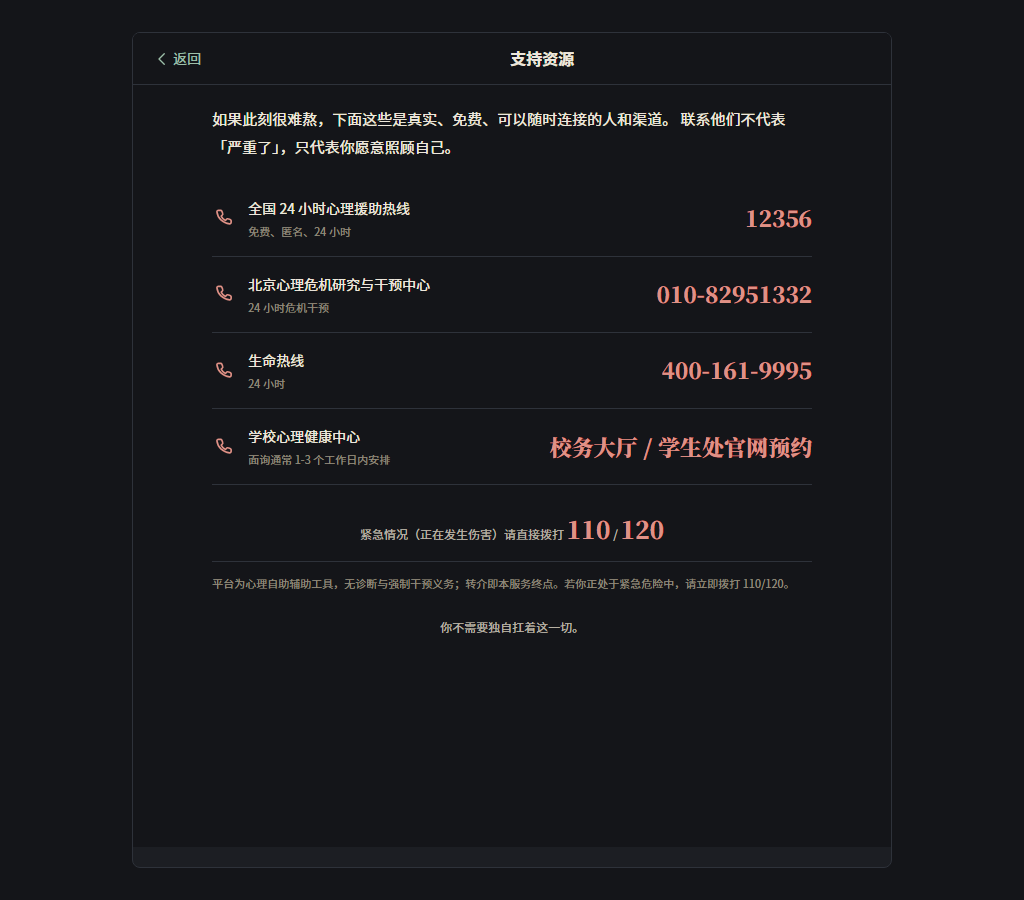 返回
支持资源
如果此刻很难熬，下面这些是真实、免费、可以随时连接的人和渠道。 联系他们不代表
「严重了」，只代表你愿意照顾自己。
全国 24 小时心理援助热线
12356
免费、匿名、24 小时
北京心理危机研究与干预中心
010-82951332
24 小时危机干预
生命热线
400-161-9995
24 小时
学校心理健康中心
校务大厅 / 学生处官网预约
面询通常 1-3 个工作日内安排
紧急情况（正在发生伤害）请直接拨打 110 / 120
平台为心理自助辅助工具，无诊断与强制干预义务；转介即本服务终点。若你正处于紧急危险中，请立即拨打 110/120。
你不需要独自扛着这一切。